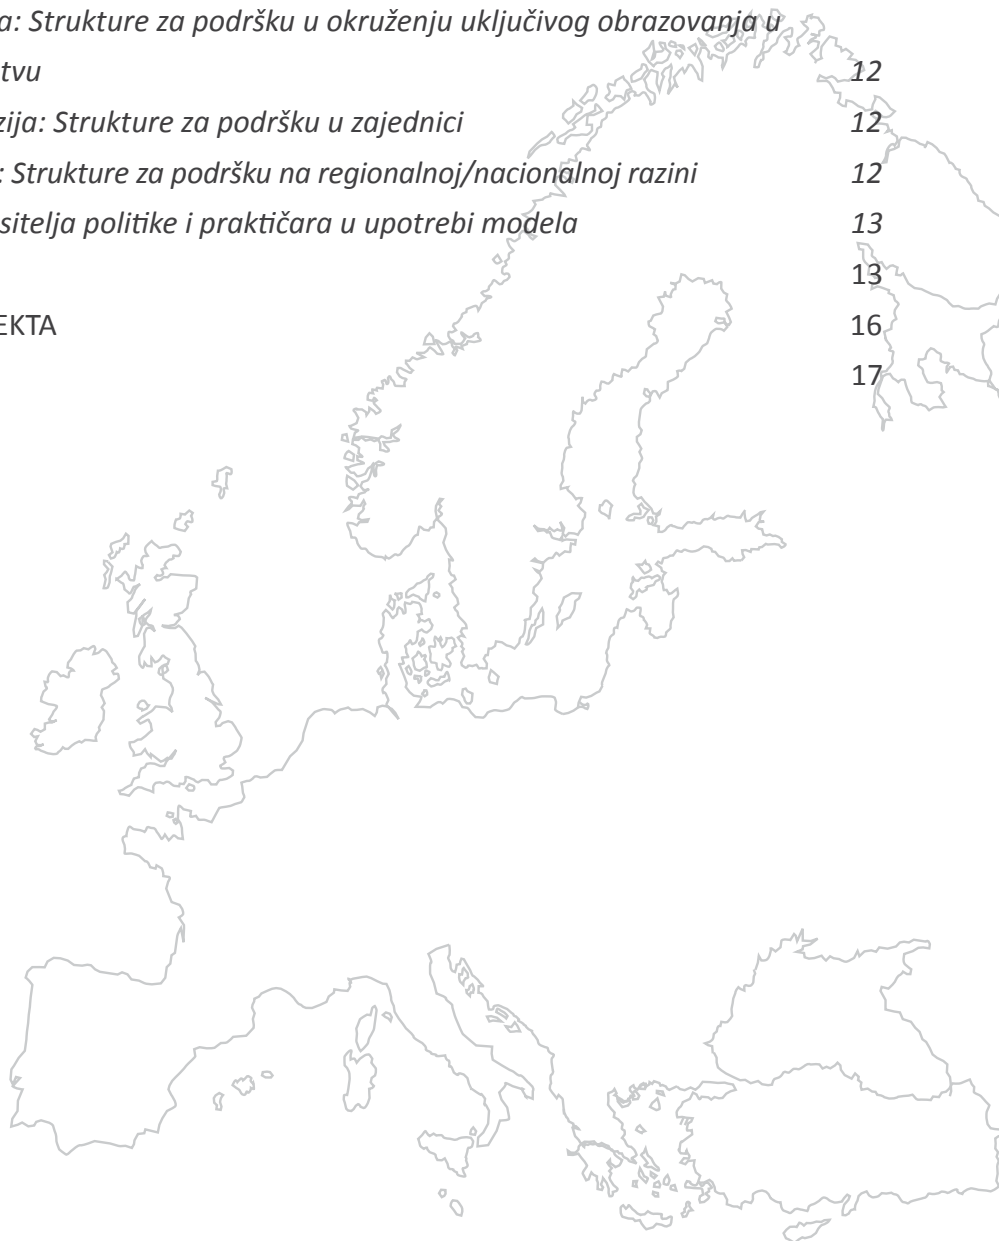 a: Strukture za podršku u okruženju uključivog obrazovanja u
tvu 12
zija: Strukture za podršku u zajednici 12
: Strukture za podršku na regionalnoj/nacionalnoj razini 12
sitelja politike i praktičara u upotrebi modela 13
13
EKTA 16
17